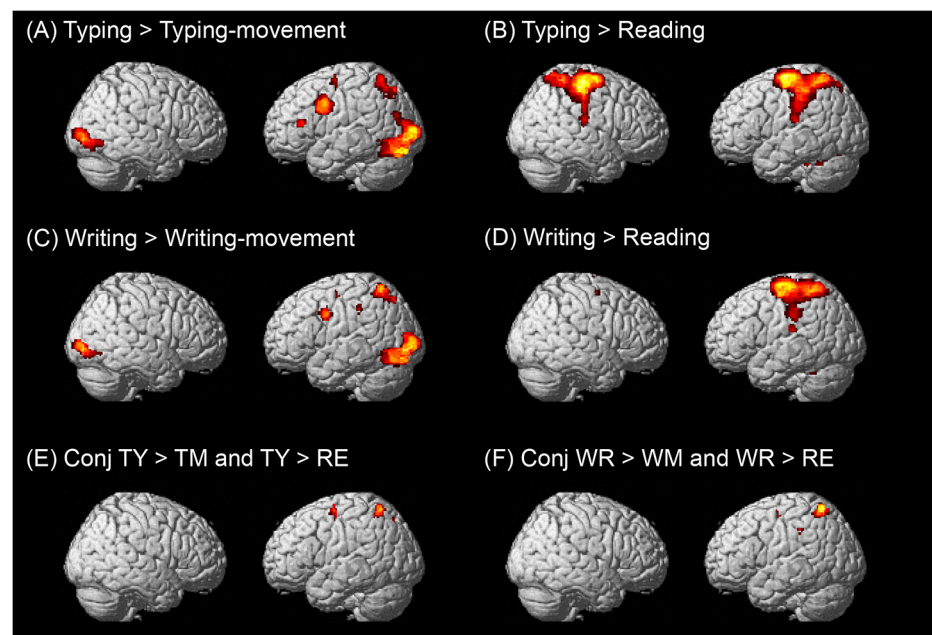 (A) Typing > Typing-movement
(B) Typing > Reading
(C) Writing > Writing-movement
(D) Writing > Reading
(E) Conj TY > TM and TY > RE
(F) Conj WR > WM and WR > RE